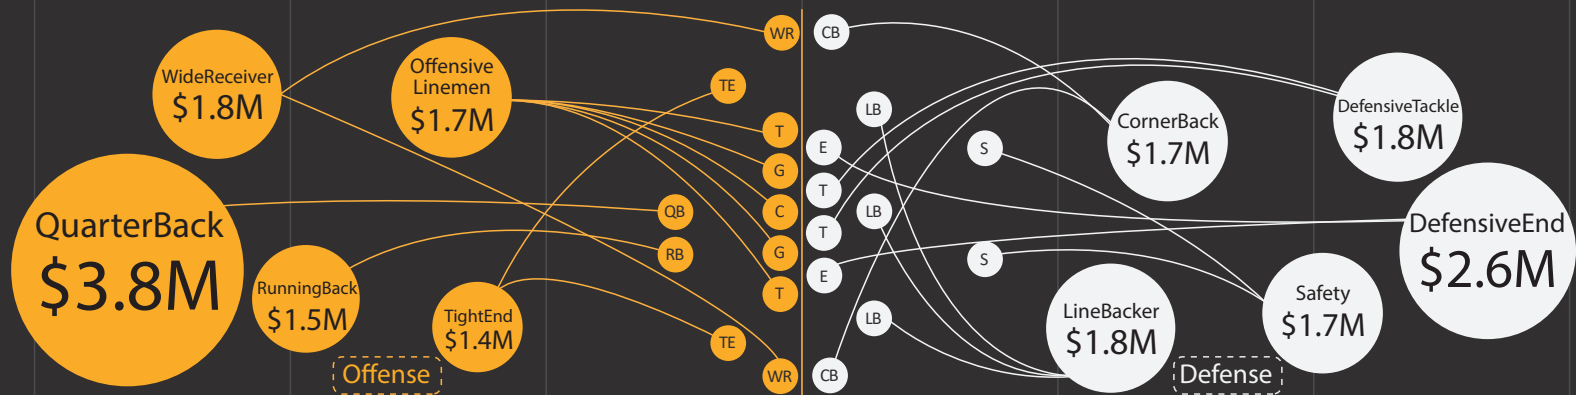 WideReceiver
$1.8M
Offensive
Linemen
$1.7M
QuarterBack
$3.8M
RunningBack
$1.5M
TightEnd
$1.4M
Offense
WR
TE
T
G
QB
C
RB
G
T
TE
WR
CB
LB
E
S
T
LB
T
S
E
LB
CB
CornerBack
$1.7M
DefensiveTackle
$1.8M
DefensiveEnd
$2.6M
LineBacker
$1.8M
Safety
$1.7M
Defense